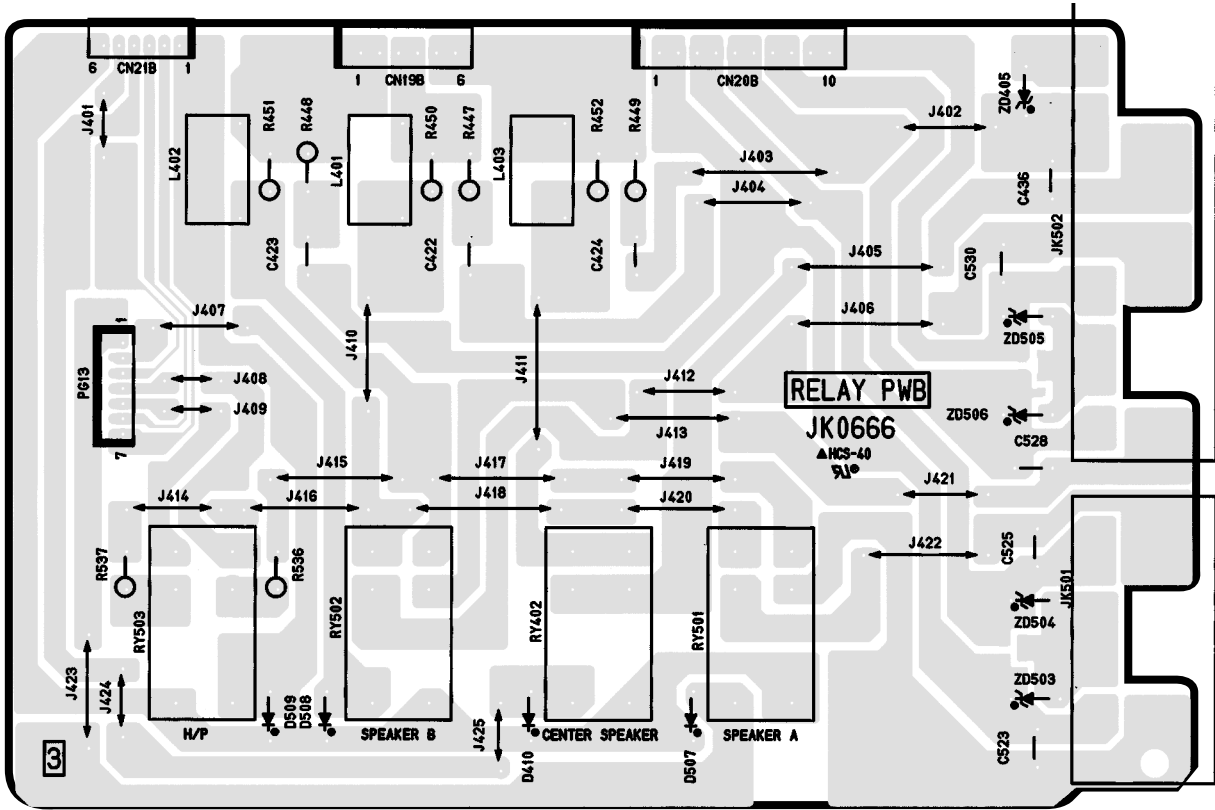 6 CN21B 1
1 CN19B 6
1 CN20B 10
J401
L402
R451
R448
L401
R450
R447
L403
R452
R449
J402
ZD405
J403
J404
C436
JK502
C423
C422
C424
J405
C530
J407
J406
ZD505
1
PG13
7
J408
J409
J410
J411
J412
J413
RELAY PWB
JK0666
HCS-40
ZD506
C528
J415
J417
J419
J421
J414
J416
J418
J420
J422
C525
JK501
R537
RY503
R536
RY502
RY402
RY501
ZD504
ZD503
J423
J424
D509
D508
J425
D410
D507
C523
H/P
SPEAKER B
CENTER SPEAKER
SPEAKER A
3